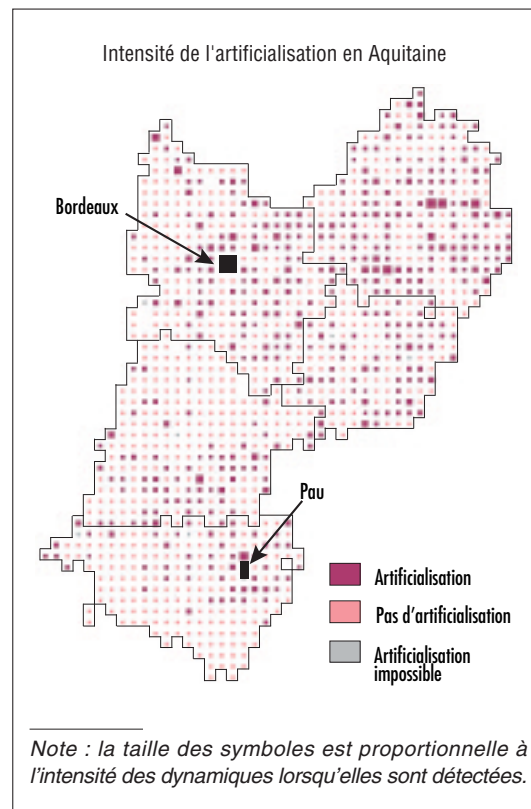 Intensité de l'artificialisation en Aquitaine
Bordeaux
Pau
Artificialisation
Pas d'artificialisation
Artificialisation
impossible
Note : la taille des symboles est proportionnelle à
l'intensité des dynamiques lorsqu'elles sont détectées.